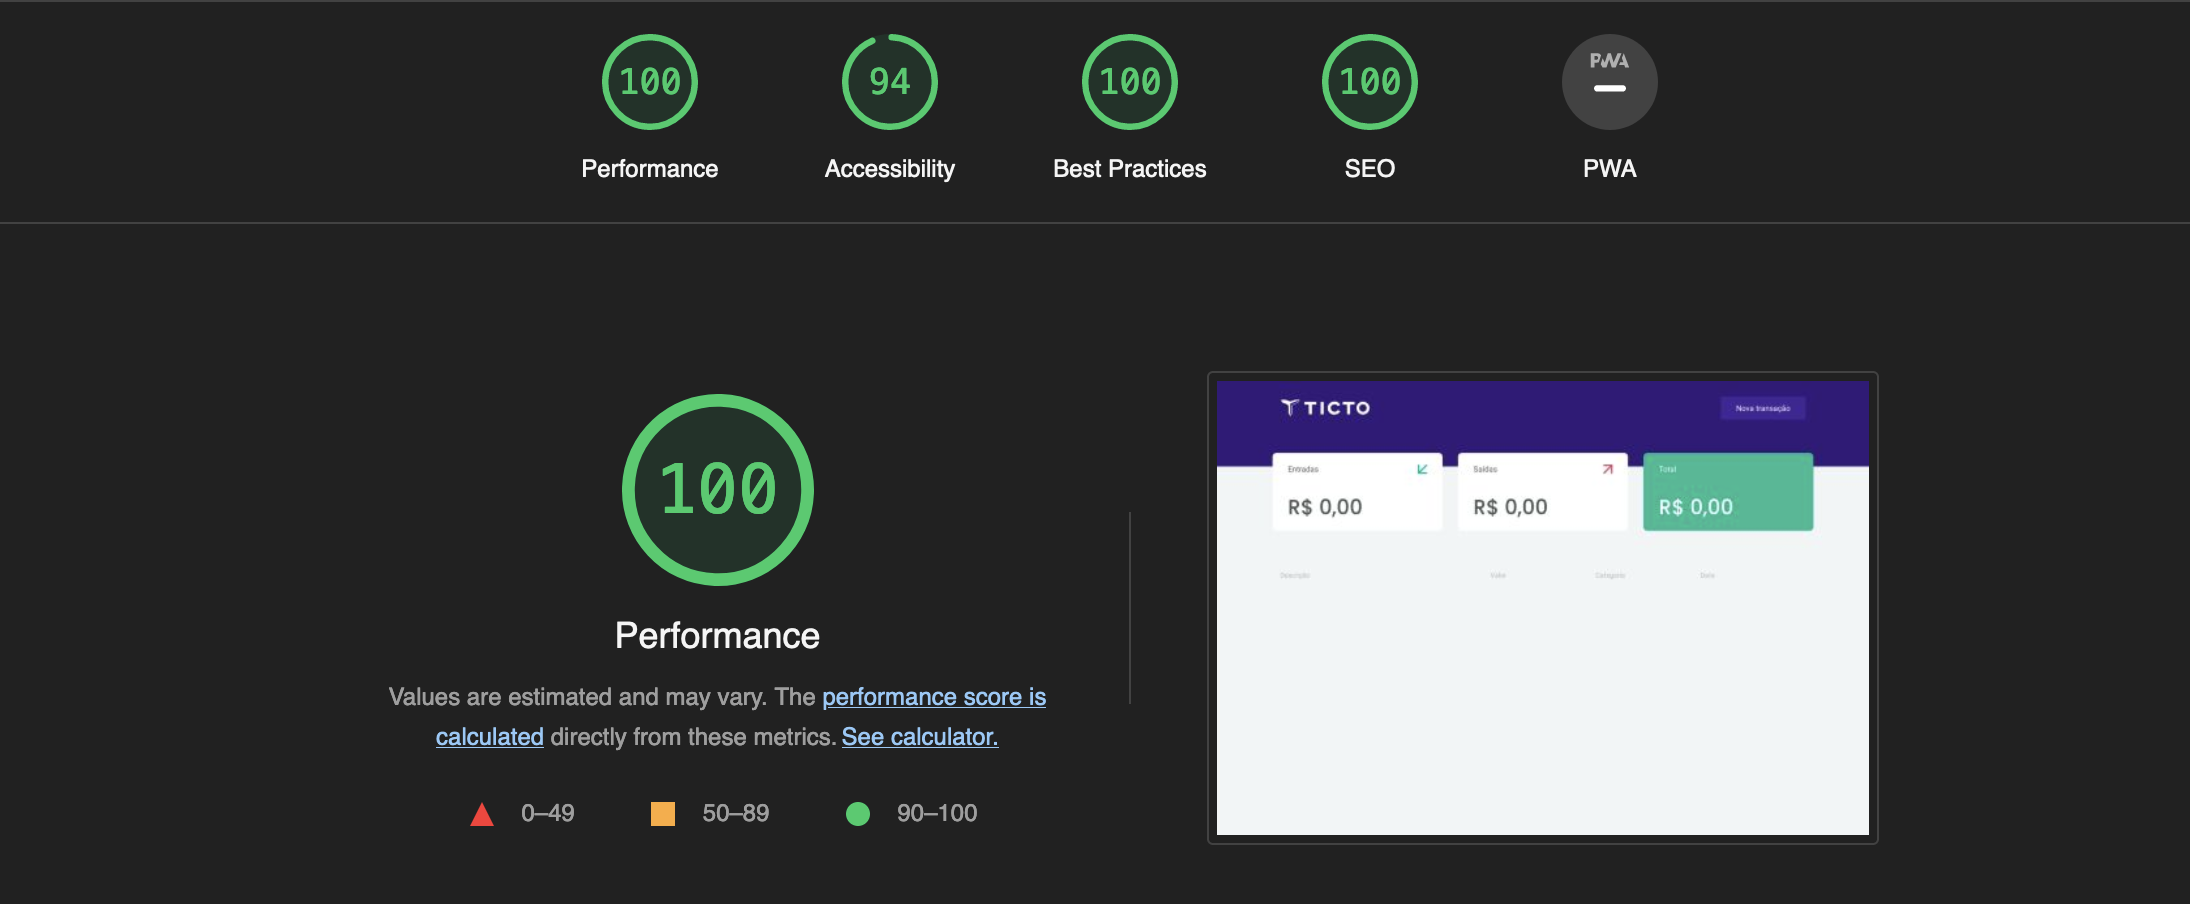 100
94
100
100
PWA
Performance
Accessibility
Best Practices
SEO
PWA
100
Performance
Values are estimated and may vary. The performance score is
calculated directly from these metrics. See calculator.
0–49
50–89
90–100
TICTO
Nova transação
Entradas
Saídas
Total
R$ 0,00
R$ 0,00
R$ 0,00
Descrição
Valor
Categoria
Data